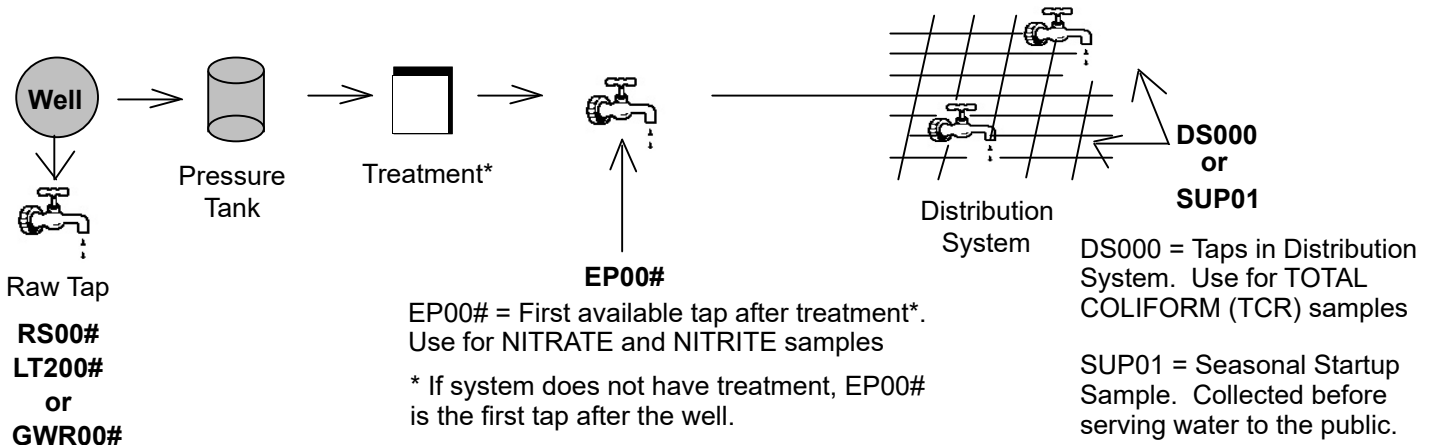 Well
Pressure
Tank
Treatment*
Raw Tap
RS00#
LT200#
or
GWR00#
EP00#
EP00# = First available tap after treatment*.
Use for NITRATE and NITRITE samples
* If system does not have treatment, EP00#
is the first tap after the well.
Distribution
System
DS000
or
SUP01
DS000 = Taps in Distribution
System. Use for TOTAL
COLIFORM (TCR) samples
SUP01 = Seasonal Startup
Sample. Collected before
serving water to the public.